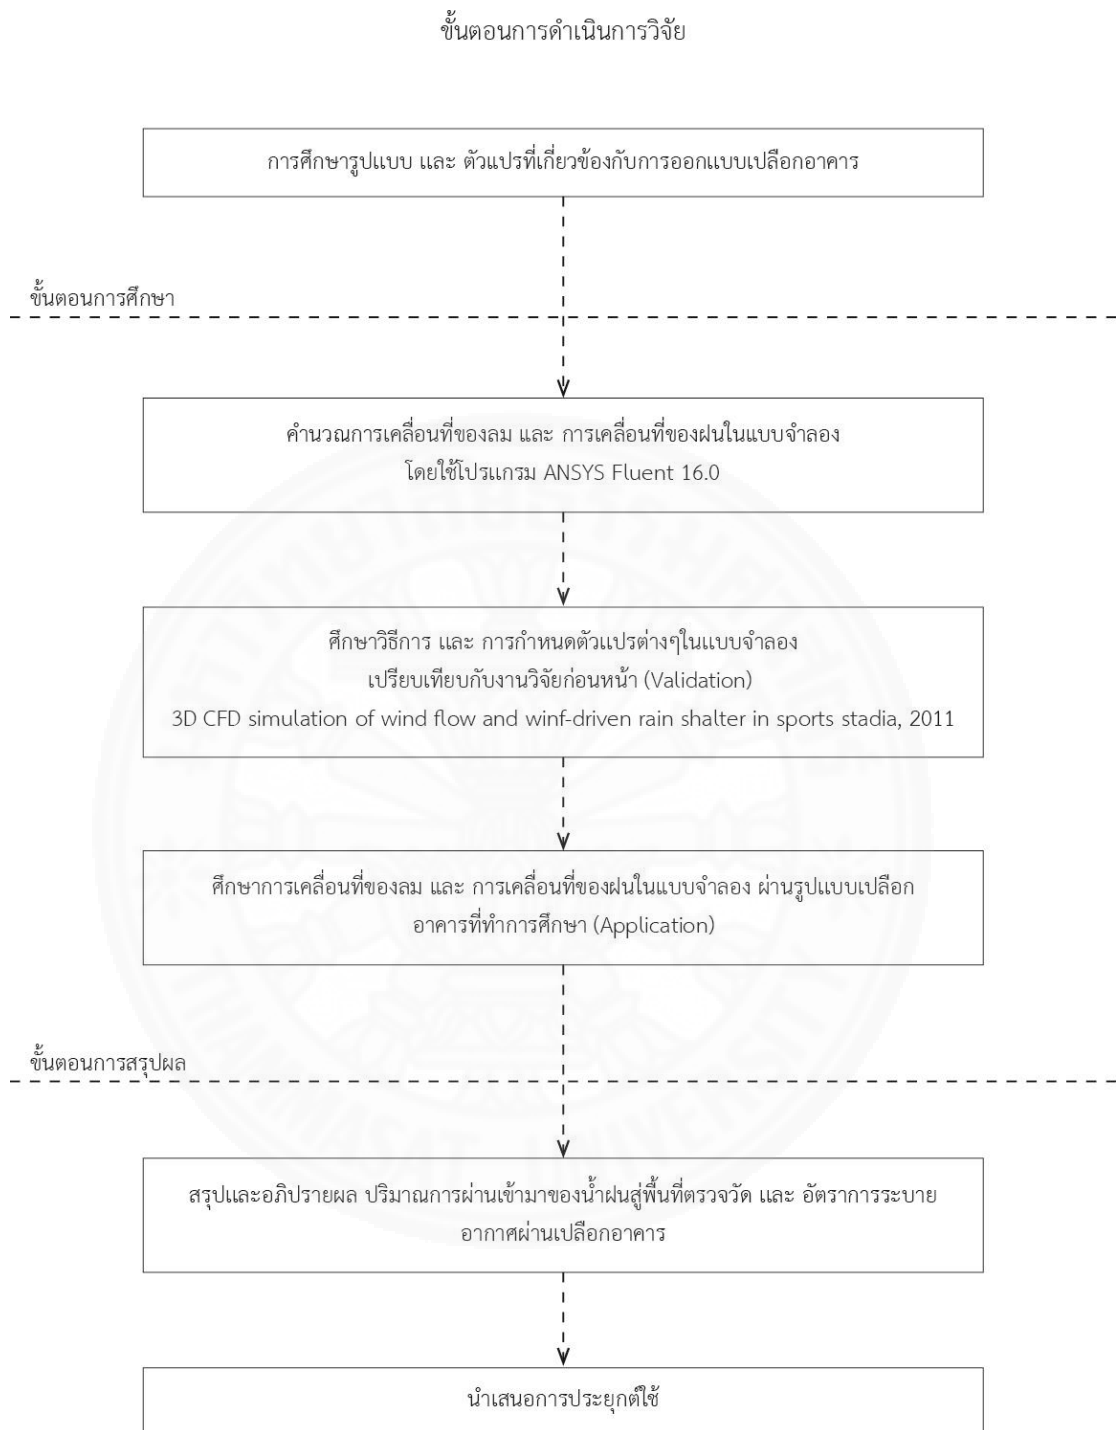 ขั้นตอนการดำเนินการวิจัย
การศึกษารูปแบบ และ ตัวแปรที่เกี่ยวข้องกับการออกแบบเปลือกอาคาร
ขั้นตอนการศึกษา
คำนวณการเคลื่อนที่ของลม และ การเคลื่อนที่ของฝนในแบบจำลอง
โดยใช้โปรแกรม ANSYS Fluent 16.0
ศึกษาวิธีการ และ การกำหนดตัวแปรต่างๆในแบบจำลอง
เปรียบเทียบกับงานวิจัยก่อนหน้า (Validation)
3D CFD simulation of wind flow and winf-driven rain shalter in sports stadia, 2011
ศึกษาการเคลื่อนที่ของลม และ การเคลื่อนที่ของฝนในแบบจำลอง ผ่านรูปแบบเปลือก
อาคารที่ทำการศึกษา (Application)
ขั้นตอนการสรุปผล
สรุปและอภิปรายผล ปริมาณการผ่านเข้ามาของน้ำฝนสู่พื้นที่ตรวจวัด และ อัตราการระบาย
อากาศผ่านเปลือกอาคาร
นำเสนอการประยุกต์ใช้
THAMMASAT UNIVERSITY